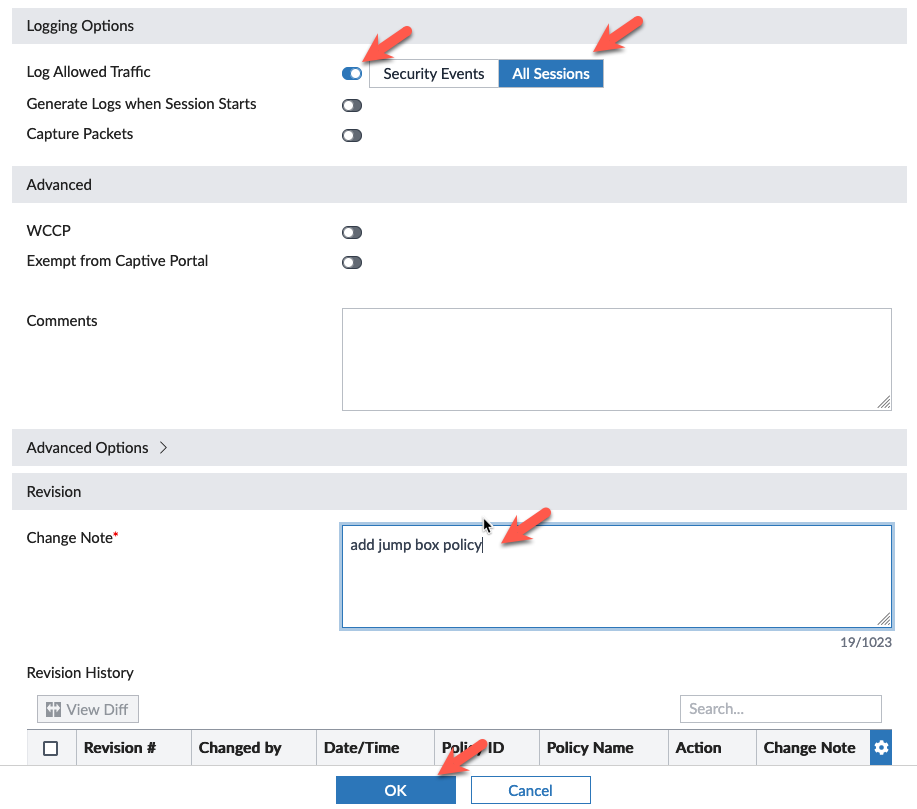 Logging Options
Log Allowed Traffic Security Events All Sessions
Generate Logs when Session Starts
Capture Packets
Advanced
WCCP
Exempt from Captive Portal
Comments
Advanced Options
Revision
Change Note*
add jump box policy
19/1023
Revision History
View Diff Search...
Revision # Changed by Date/Time Policy ID Policy Name Action Change Note
OK Cancel